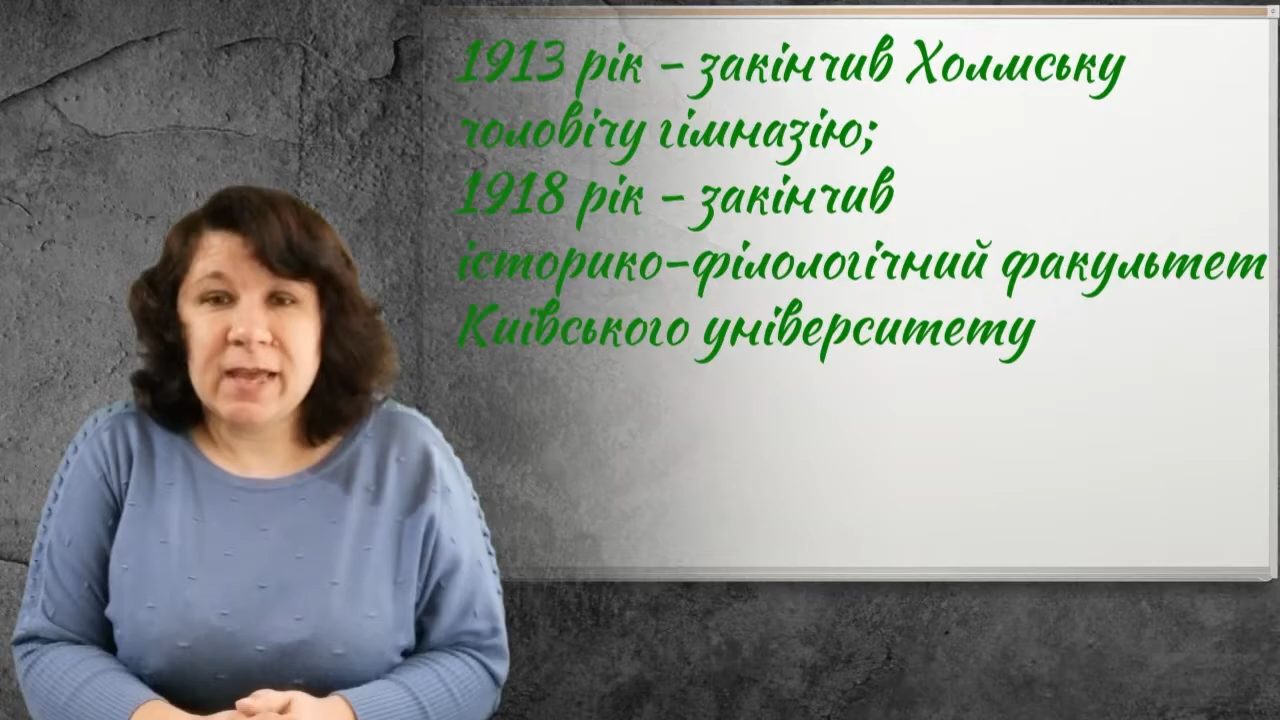 1913 рік – закінчив Холмську
чоловічу гімназію;
1918 рік – закінчив
історико-філологічний факультет
Київського університету